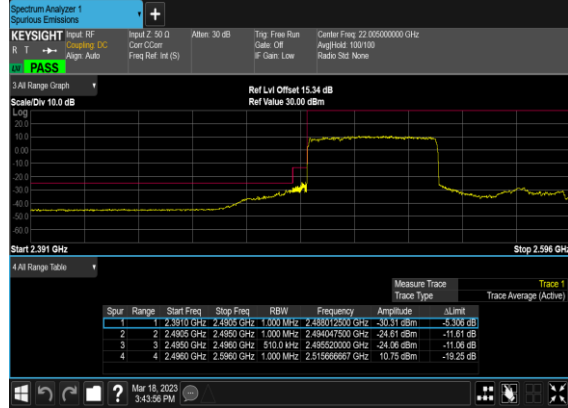 Spectrum Analyzer 1
Spurious Emissions
KEYSIGHT Input: RF Input Z: 50 Ω Atten: 30 dB Trig: Free Run Center Freq: 22.005000000 GHz
R T Coupling: DC Corr CCorr Gate: Off Avg|Hold: 100/100
Align: Auto Freq Ref: Int (S) IF Gain: Low Radio Std: None
PASS
3 All Range Graph
Ref Lvl Offset 15.34 dB
Scale/Div 10.0 dB Ref Value 30.00 dBm
Log
20.0
10.0
0.00
-10.0
-20.0
-30.0
-40.0
-50.0
-60.0
Start 2.391 GHz Stop 2.596 GHz
4 All Range Table
Measure Trace Trace 1
Trace Type Trace Average (Active)
Spur Range Start Freq Stop Freq RBW Frequency Amplitude ΔLimit
1 1 2.3910 GHz 2.4905 GHz 1.000 MHz 2.488012500 GHz -30.31 dBm -5.306 dB
2 2 2.4905 GHz 2.4950 GHz 1.000 MHz 2.494047500 GHz -24.61 dBm -11.61 dB
3 3 2.4950 GHz 2.4960 GHz 510.0 kHz 2.495520000 GHz -24.06 dBm -11.06 dB
4 4 2.4960 GHz 2.5960 GHz 1.000 MHz 2.515666667 GHz 10.75 dBm -19.25 dB
Mar 18, 2023
3:43:56 PM